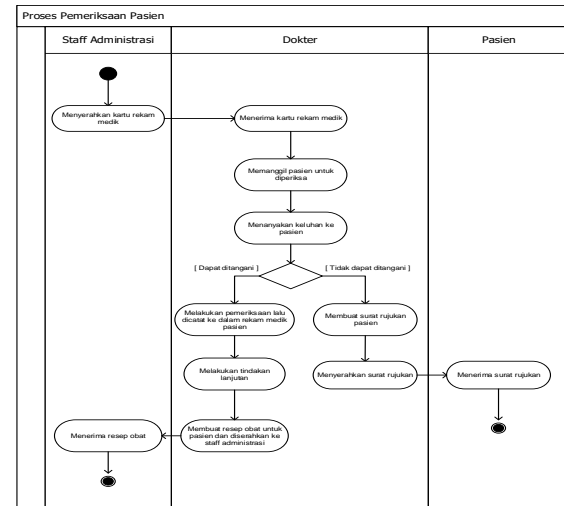 Proses Pemeriksaan Pasien
Staff Administrasi
Dokter
Pasien
Menyerahkan kartu rekam
medik
Menerima kartu rekam medik
Memanggil pasien untuk
diperiksa
Menanyakan keluhan ke
pasien
[ Dapat ditangani ]
[ Tidak dapat ditangani ]
Melakukan pemeriksaan lalu
dicatat ke dalam rekam medik
pasien
Membuat surat rujukan
pasien
Melakukan tindakan
lanjutan
Menyerahkan surat rujukan
Menerima surat rujukan
Menerima resep obat
Membuat resep obat untuk
pasien dan diserahkan ke
staff administrasi